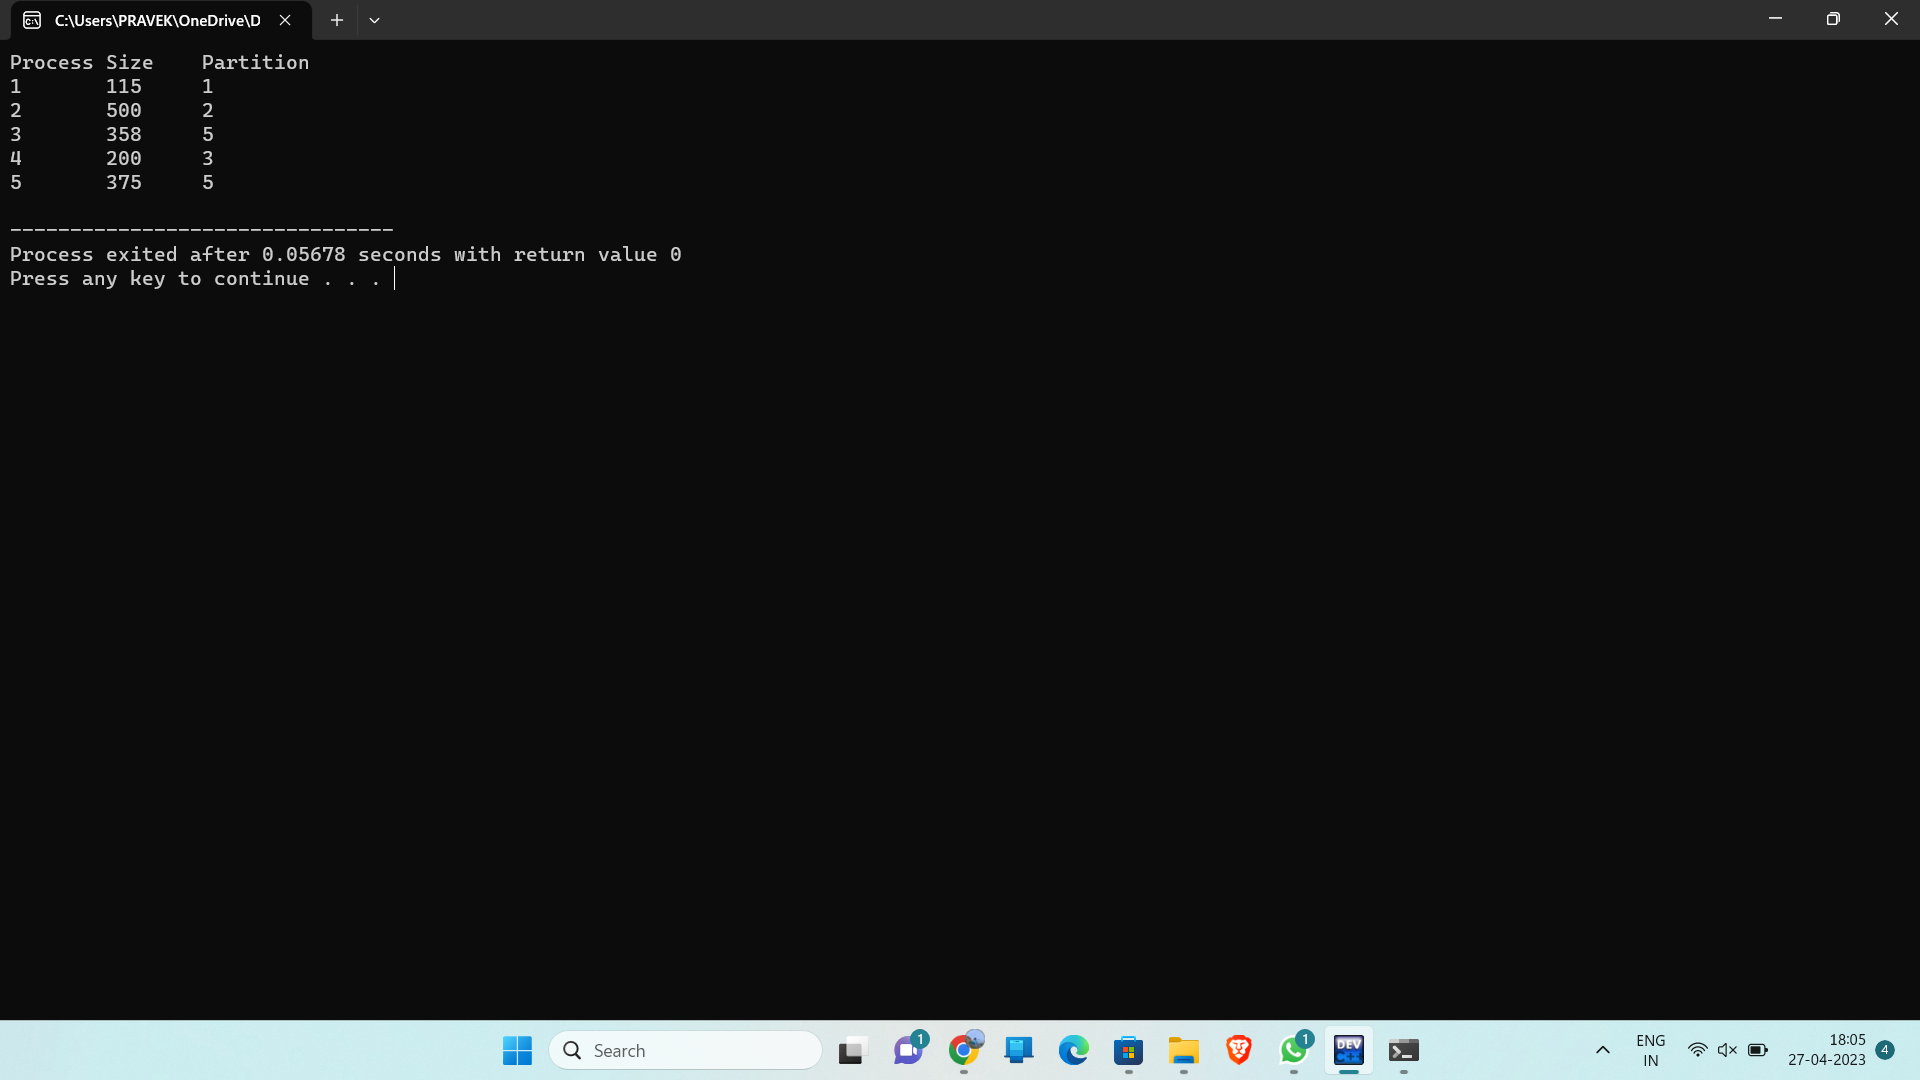 C:\Users\PRAVEK\OneDrive\D
Process Size    Partition
1       115     1
2       500     2
3       358     5
4       200     3
5       375     5
--------------------------------
Process exited after 0.05678 seconds with return value 0
Press any key to continue . . .
Search
1
1
DEV
C++
ENG
IN
18:05
27-04-2023
4